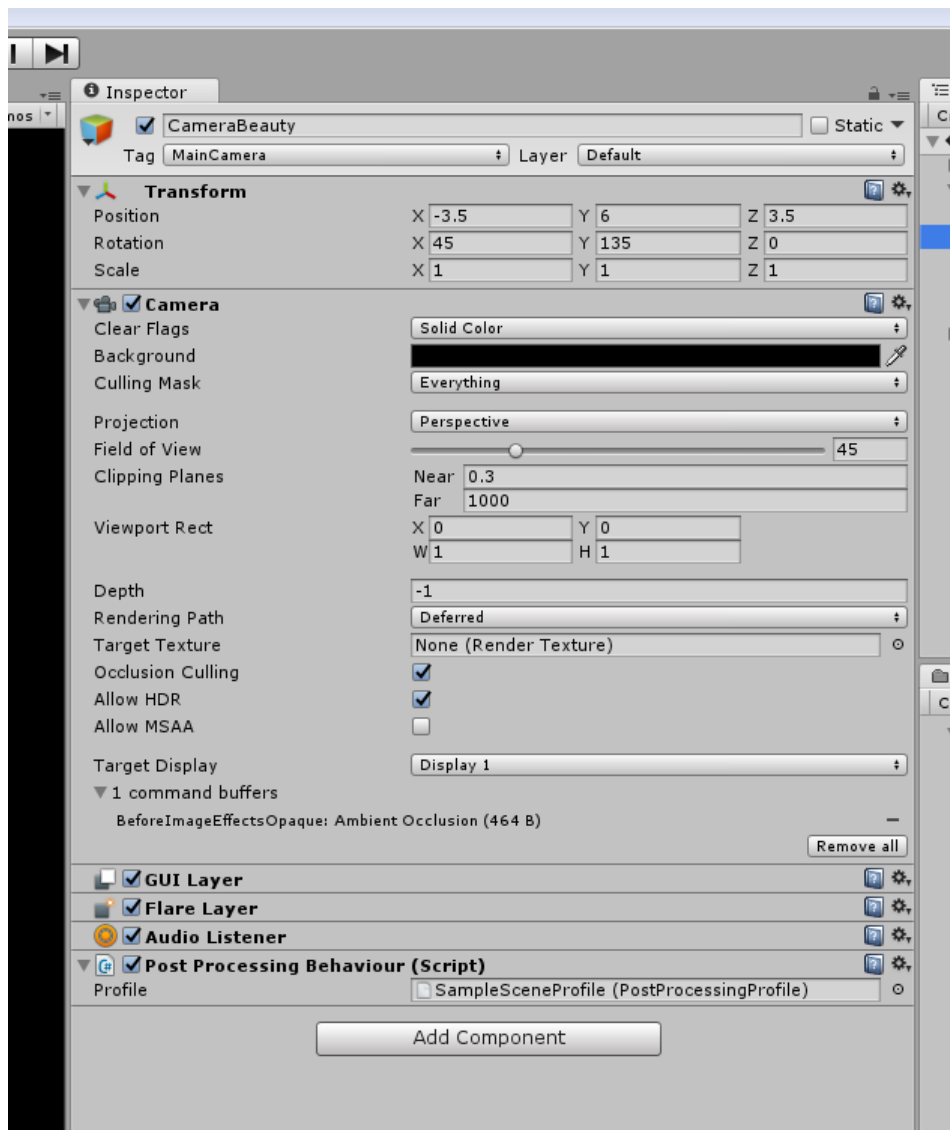 Inspector
CameraBeauty
Static
Tag MainCamera Layer Default
Transform
Position X -3.5 Y 6 Z 3.5
Rotation X 45 Y 135 Z 0
Scale X 1 Y 1 Z 1
Camera
Clear Flags Solid Color
Background
Culling Mask Everything
Projection Perspective
Field of View 45
Clipping Planes Near 0.3
Far 1000
Viewport Rect X 0 Y 0
W 1 H 1
Depth -1
Rendering Path Deferred
Target Texture None (Render Texture)
Occlusion Culling
Allow HDR
Allow MSAA
Target Display Display 1
1 command buffers
BeforeImageEffectsOpaque: Ambient Occlusion (464 B)
Remove all
GUI Layer
Flare Layer
Audio Listener
Post Processing Behaviour (Script)
Profile SampleSceneProfile (PostProcessingProfile)
Add Component